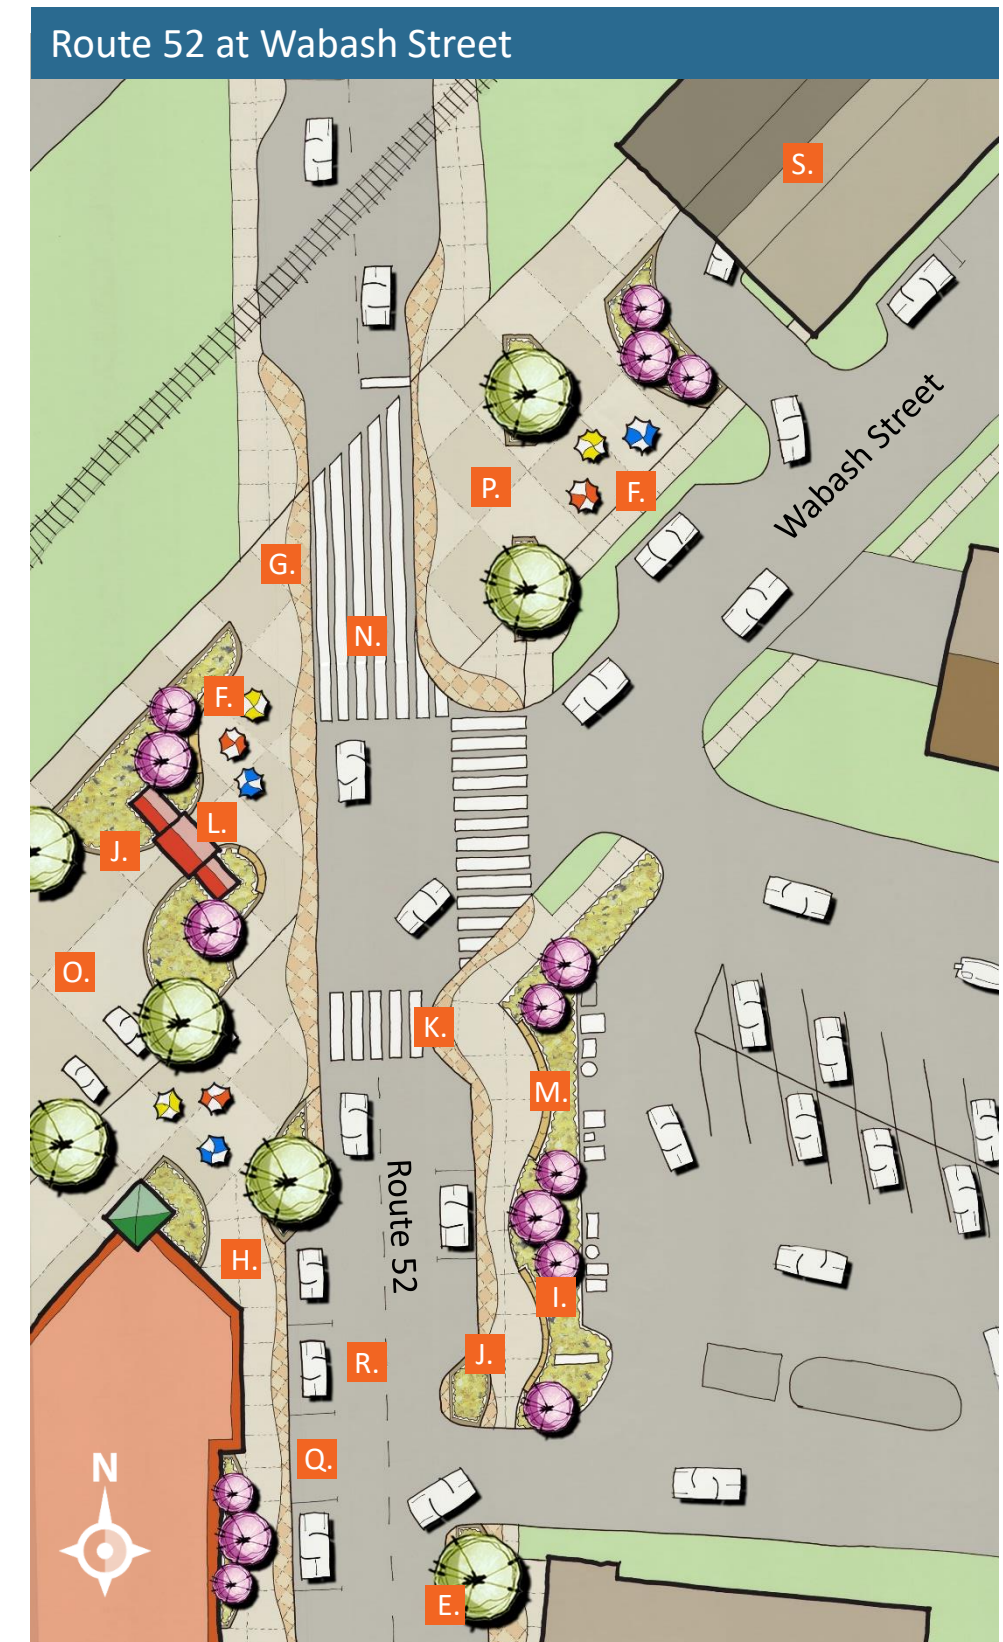 Route 52 at Wabash Street
S.
Wabash Street
P.
F.
G.
N.
F.
L.
J.
O.
K.
M.
Route 52
H.
I.
J.
R.
Q.
N
E.